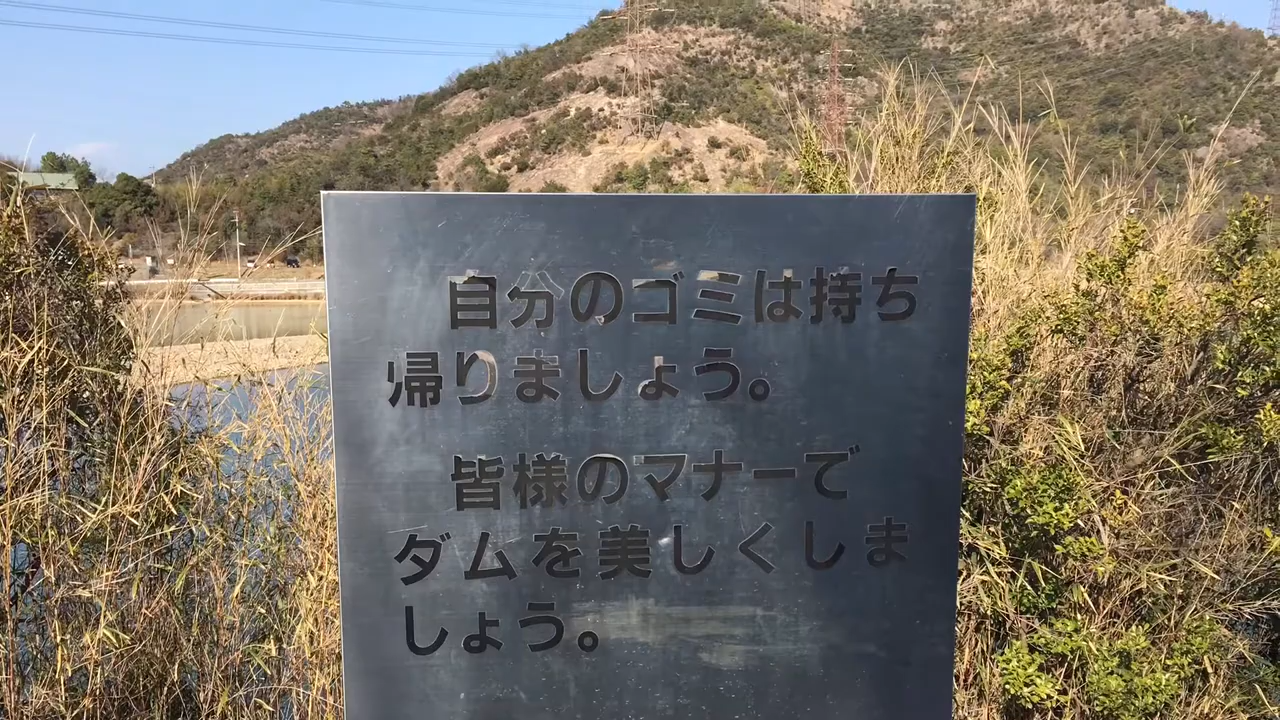 自分のゴミは持ち
帰りましょう。
皆様のマナーで
ダムを美しくしま
しょう。